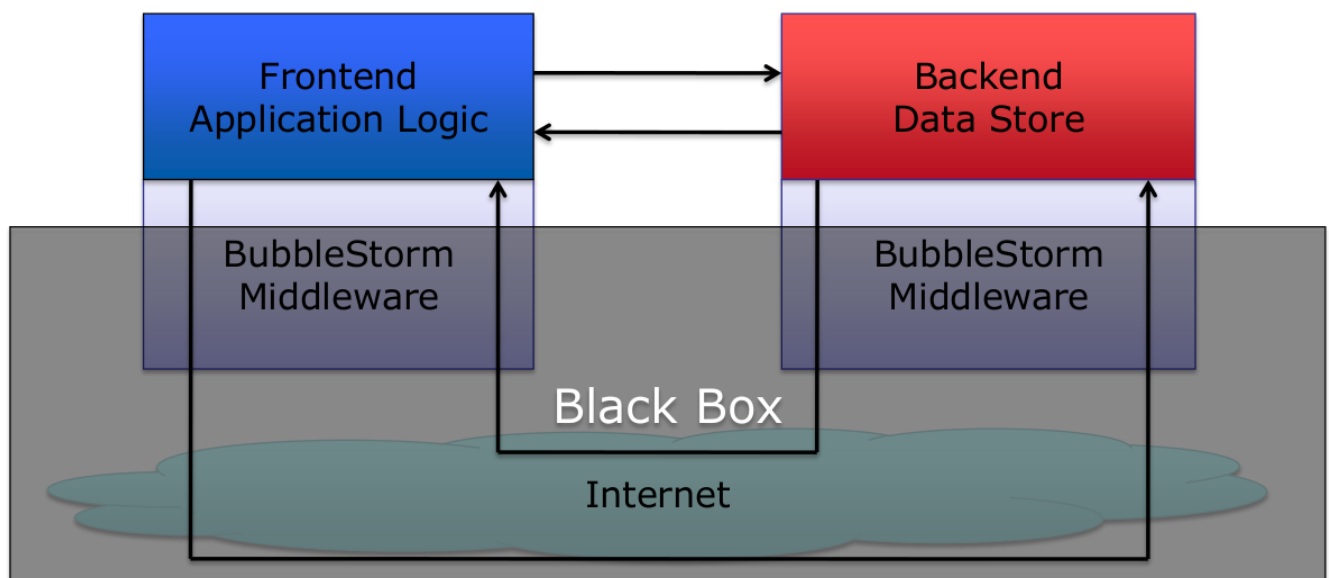 Frontend
Application Logic
Backend
Data Store
BubbleStorm
Middleware
BubbleStorm
Middleware
Black Box
Internet